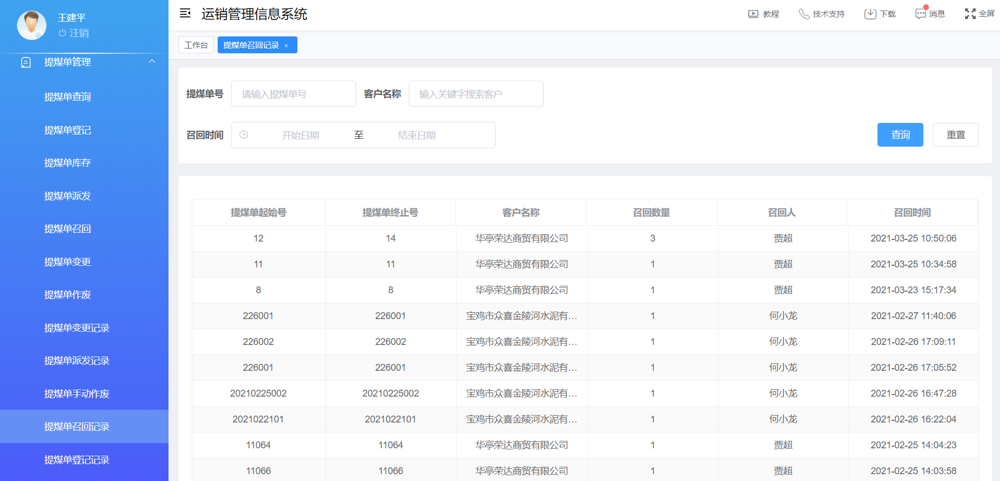 王建平
注销
提煤单管理
提煤单查询
提煤单登记
提煤单库存
提煤单派发
提煤单召回
提煤单变更
提煤单作废
提煤单变更记录
提煤单派发记录
提煤单手动作废
提煤单召回记录
提煤单登记记录
运销管理信息系统
教程 技术支持 下载 消息 全屏
工作台 提煤单召回记录 ×
提煤单号 请输入提煤单号 客户名称 输入关键字搜索客户
召回时间 开始日期 至 结束日期 查询 重置
提煤单起始号 提煤单终止号 客户名称 召回数量 召回人 召回时间
12 14 华亭荣达商贸有限公司 3 贾超 2021-03-25 10:50:06
11 11 华亭荣达商贸有限公司 1 贾超 2021-03-25 10:34:58
8 8 华亭荣达商贸有限公司 1 贾超 2021-03-23 15:17:34
226001 226001 宝鸡市众喜金陵河水泥有… 1 何小龙 2021-02-27 11:40:06
226002 226002 宝鸡市众喜金陵河水泥有… 1 何小龙 2021-02-26 17:09:11
226001 226001 宝鸡市众喜金陵河水泥有… 1 何小龙 2021-02-26 17:05:52
20210225002 20210225002 宝鸡市众喜金陵河水泥有… 1 何小龙 2021-02-26 16:47:28
2021022101 2021022101 宝鸡市众喜金陵河水泥有… 1 何小龙 2021-02-26 16:22:04
11064 11064 华亭荣达商贸有限公司 1 贾超 2021-02-25 14:04:23
11066 11066 华亭荣达商贸有限公司 1 贾超 2021-02-25 14:03:58